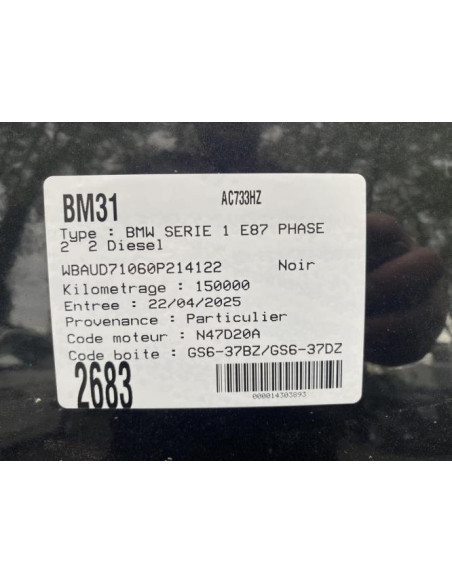 BM31 AC733HZ
Type : BMW SERIE 1 E87 PHASE
2 2 Diesel
WBAUD71060P214122 Noir
Kilometrage : 150000
Entree : 22/04/2025
Provenance : Particulier
Code moteur : N47D20A
Code boite : GS6-37BZ/GS6-37DZ
2683
000014303093